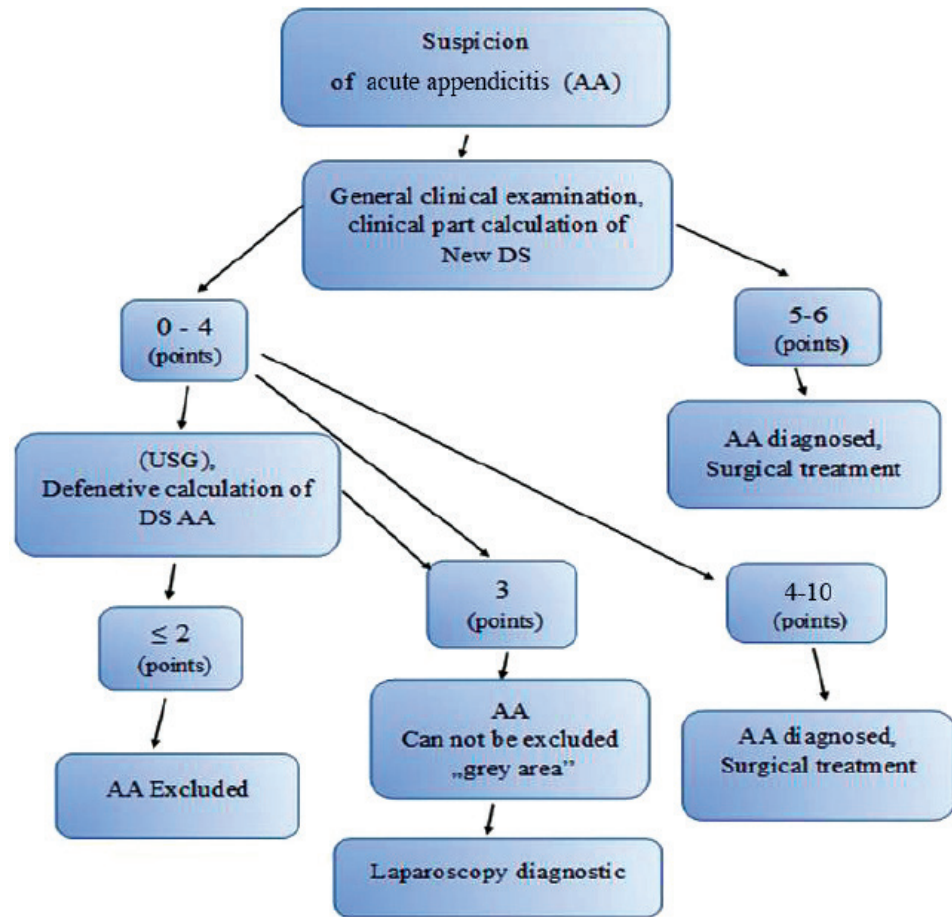 Suspicion
of acute appendicitis (AA)
General clinical examination,
clinical part calculation of
New DS
0 - 4
(points)
5-6
(points)
(USG),
Defenetive calculation of
DS AA
AA diagnosed,
Surgical treatment
≤ 2
(points)
3
(points)
4-10
(points)
AA Excluded
AA
Can not be excluded
„grey area”
AA diagnosed,
Surgical treatment
Laparoscopy diagnostic